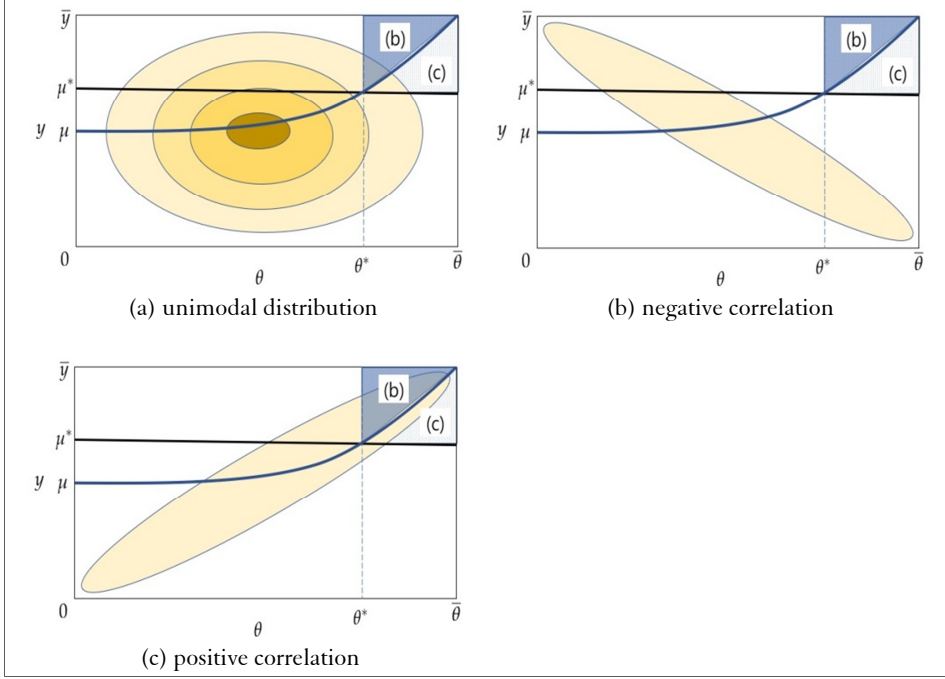 ȳ
(b)
(c)
μ*
y μ
0
θ
θ*
θ̄
(a) unimodal distribution
ȳ
(b)
(c)
μ*
y μ
0
θ
θ*
θ̄
(b) negative correlation
ȳ
(b)
(c)
μ*
y μ
0
θ
θ*
θ̄
(c) positive correlation